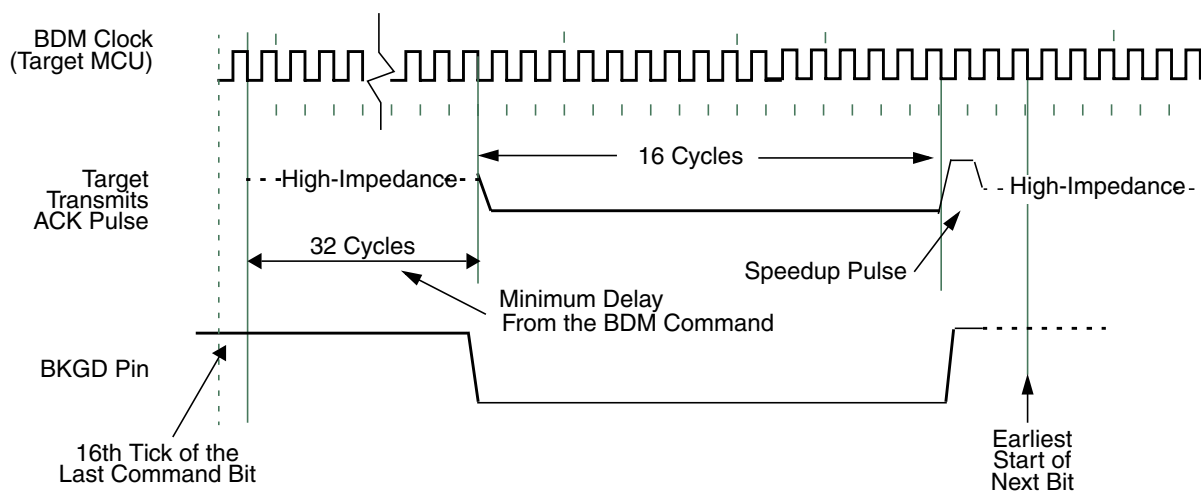 BDM Clock
(Target MCU)
16 Cycles
Target
Transmits
ACK Pulse
High-Impedance
High-Impedance
32 Cycles
Speedup Pulse
Minimum Delay
From the BDM Command
BKGD Pin
16th Tick of the
Last Command Bit
Earliest
Start of
Next Bit